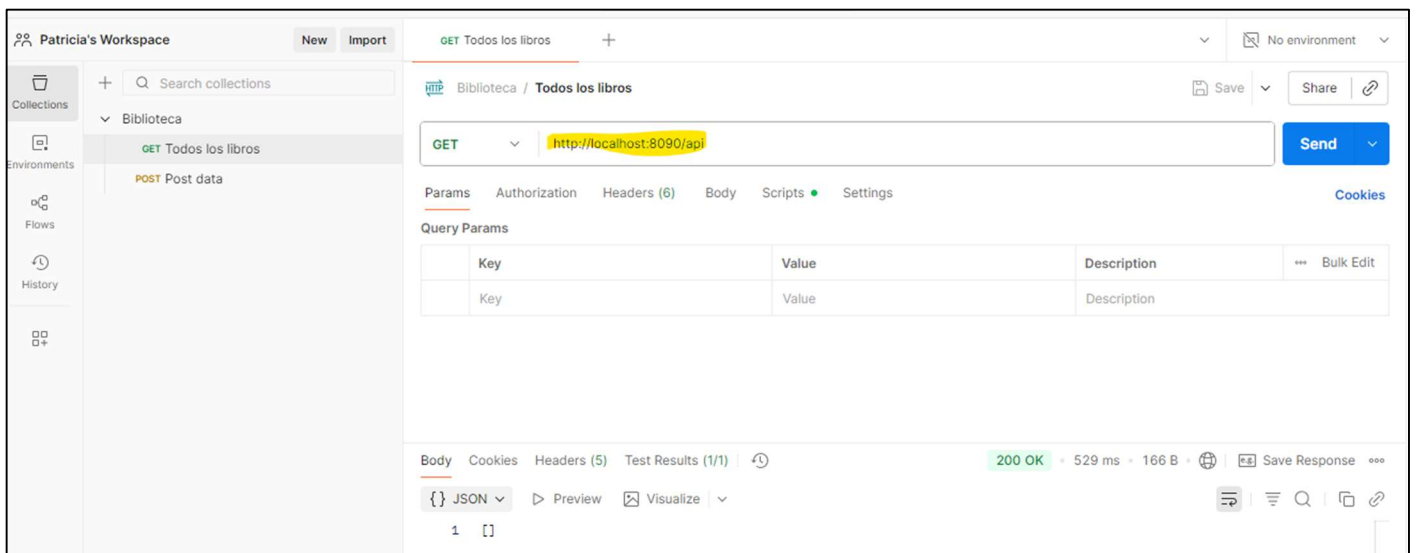 Patricia's Workspace New Import GET Todos los libros No environment
Collections Search collections HTTP Biblioteca / Todos los libros Save Share
Biblioteca
GET Todos los libros GET http://localhost:8090/api Send
Environments
POST Post data Params Authorization Headers (6) Body Scripts Settings Cookies
Flows Query Params
Key Value Description Bulk Edit
History
Key Value Description
Body Cookies Headers (5) Test Results (1/1) 200 OK 529 ms 166 B e.g. Save Response
{} JSON Preview Visualize
1 []